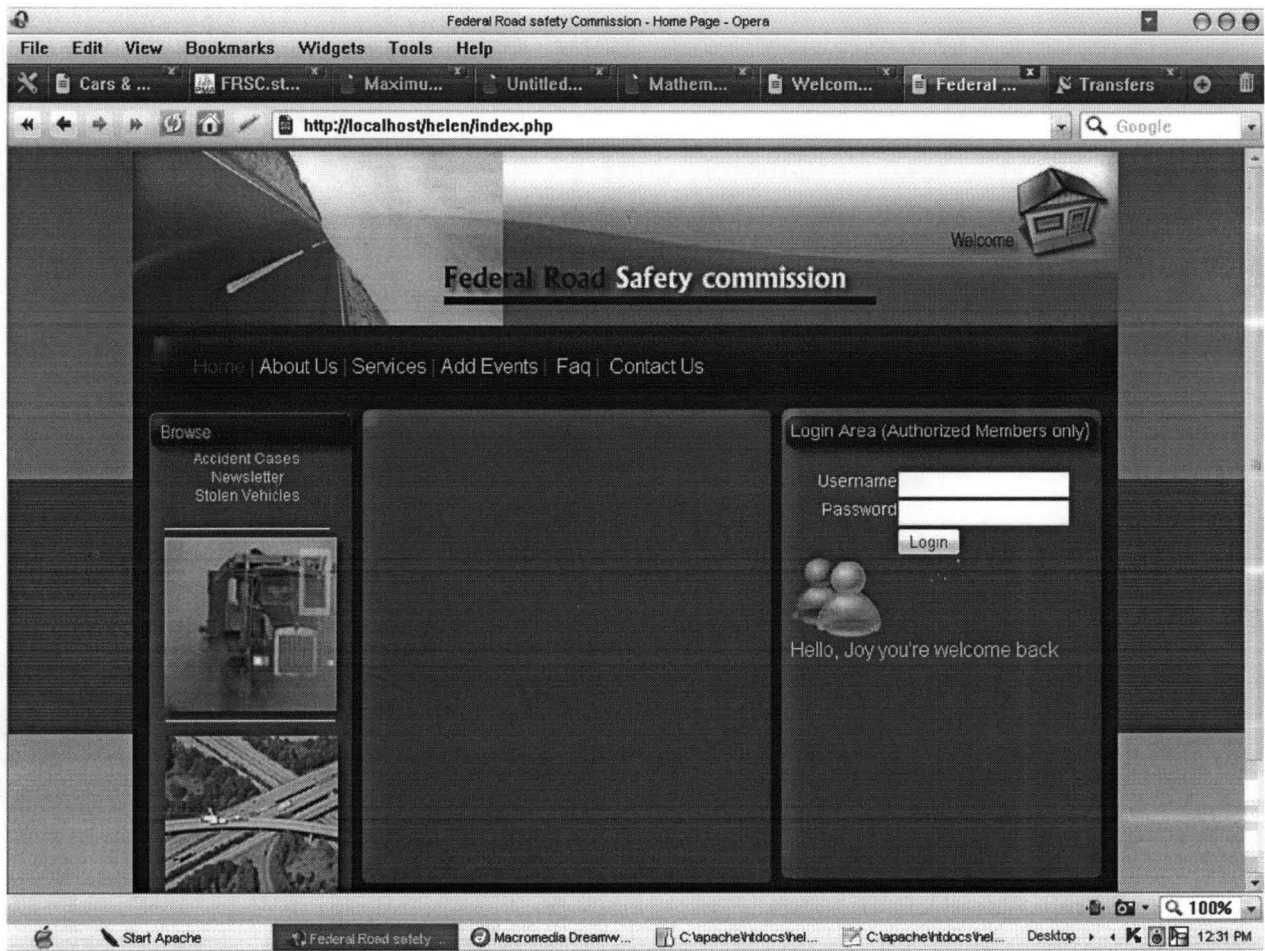 Federal Road safety Commission - Home Page - Opera
File Edit View Bookmarks Widgets Tools Help
Cars & ... FRSC.st... Maximu... Untitled... Mathem... Welcom... Federal ... Transfers
http://localhost/helen/index.php Google
Welcome
Federal Road Safety commission
Home | About Us | Services | Add Events | Faq | Contact Us
Browse
Accident Cases
Newsletter
Stolen Vehicles
Login Area (Authorized Members only)
Username
Password
Login
Hello, Joy you're welcome back
100%
Start Apache Federal Road safety ... Macromedia Dreamw... C:\apache\htdocs\hel... C:\apache\htdocs\hel... Desktop 12:31 PM